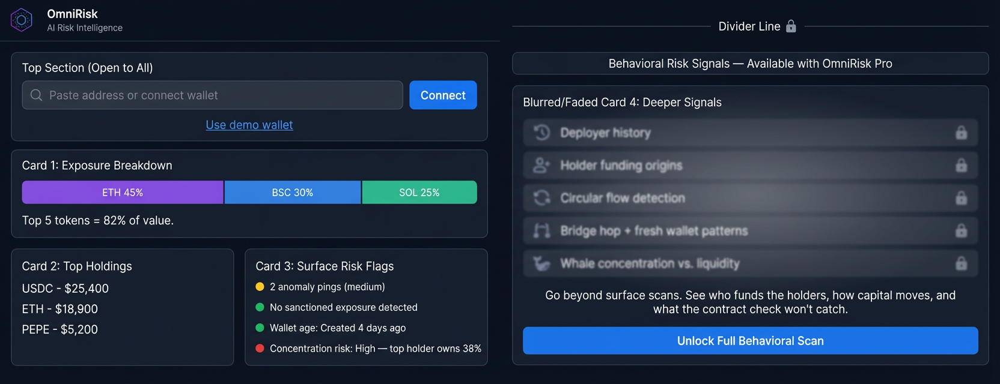 OmniRisk
AI Risk Intelligence
Top Section (Open to All)
Paste address or connect wallet
Connect
Use demo wallet
Card 1: Exposure Breakdown
ETH 45%
BSC 30%
SOL 25%
Top 5 tokens = 82% of value.
Card 2: Top Holdings
USDC - $25,400
ETH - $18,900
PEPE - $5,200
Card 3: Surface Risk Flags
2 anomaly pings (medium)
No sanctioned exposure detected
Wallet age: Created 4 days ago
Concentration risk: High — top holder owns 38%
Divider Line
Behavioral Risk Signals — Available with OmniRisk Pro
Blurred/Faded Card 4: Deeper Signals
Deployer history
Holder funding origins
Circular flow detection
Bridge hop + fresh wallet patterns
Whale concentration vs. liquidity
Go beyond surface scans. See who funds the holders, how capital moves, and
what the contract check won't catch.
Unlock Full Behavioral Scan